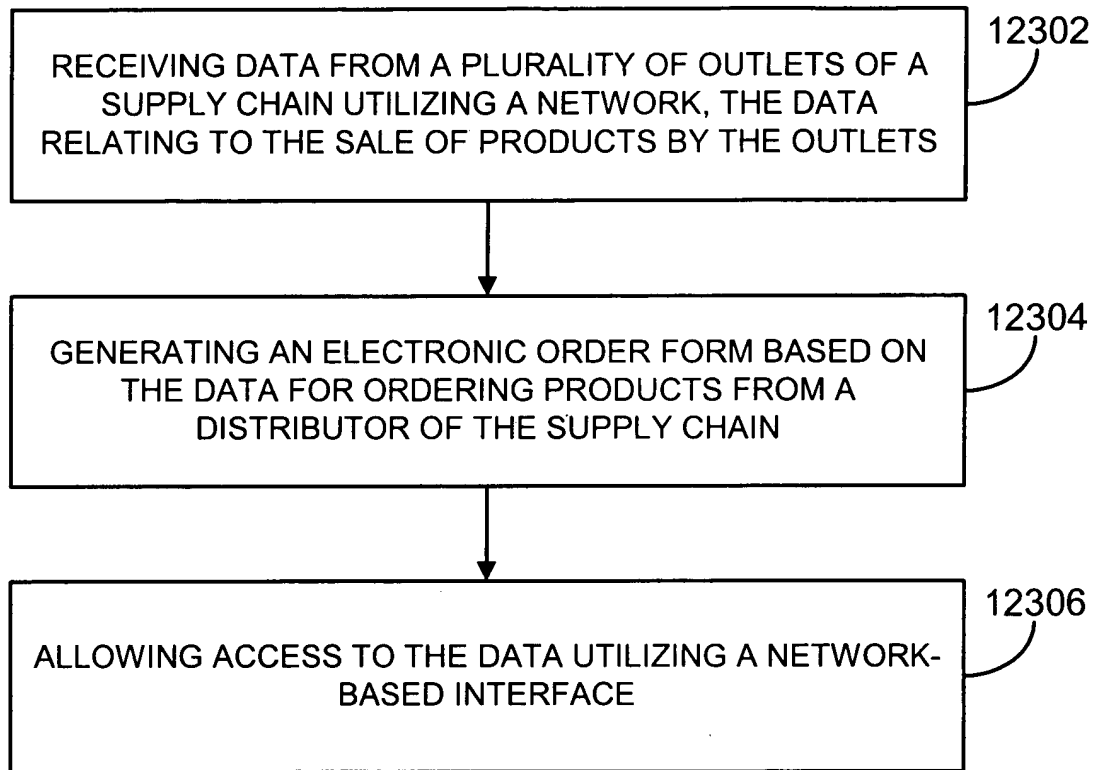 12302
RECEIVING DATA FROM A PLURALITY OF OUTLETS OF A
SUPPLY CHAIN UTILIZING A NETWORK, THE DATA
RELATING TO THE SALE OF PRODUCTS BY THE OUTLETS
12304
GENERATING AN ELECTRONIC ORDER FORM BASED ON
THE DATA FOR ORDERING PRODUCTS FROM A
DISTRIBUTOR OF THE SUPPLY CHAIN
12306
ALLOWING ACCESS TO THE DATA UTILIZING A NETWORK-
BASED INTERFACE